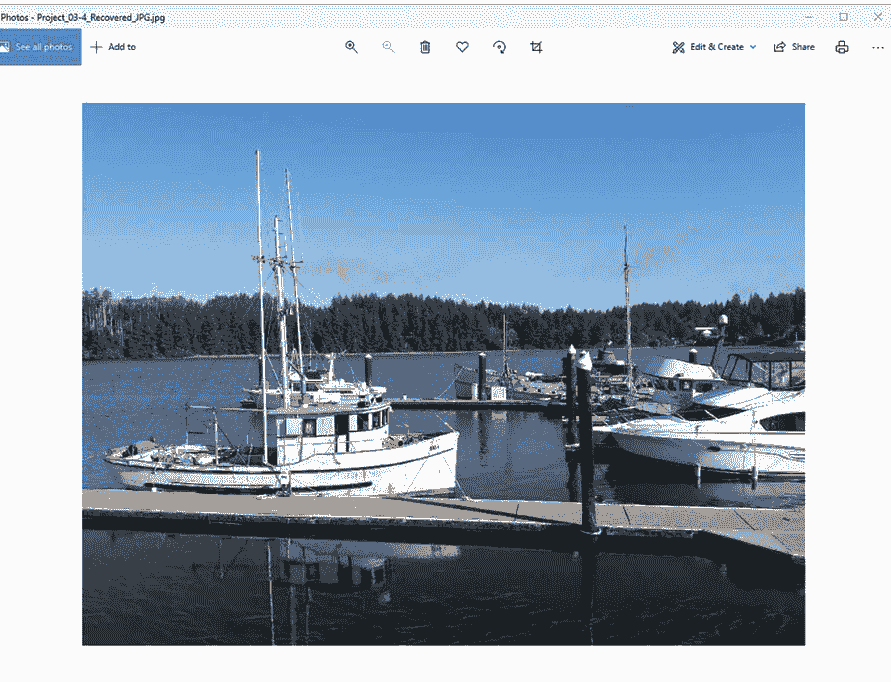 Photos - Project_03-4_Recovered_JPG.jpg
See all photos
Add to
Edit & Create
Share